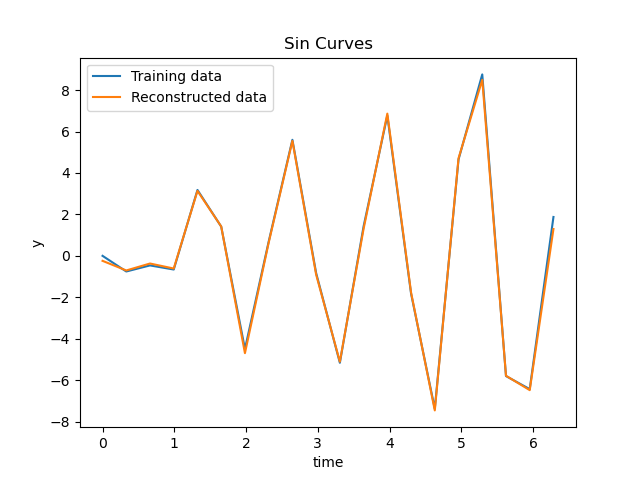 Sin Curves
Training data
Reconstructed data
8
6
4
2
0
−2
−4
−6
−8
y
0 1 2 3 4 5 6
time